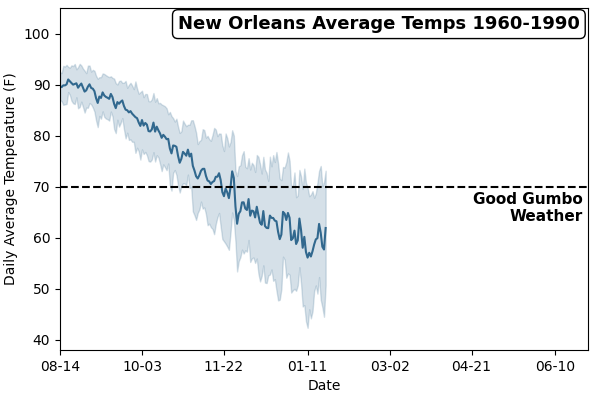 New Orleans Average Temps 1960-1990
Daily Average Temperature (F)
100
90
80
70
60
50
40
Good Gumbo
Weather
08-14 10-03 11-22 01-11 03-02 04-21 06-10
Date